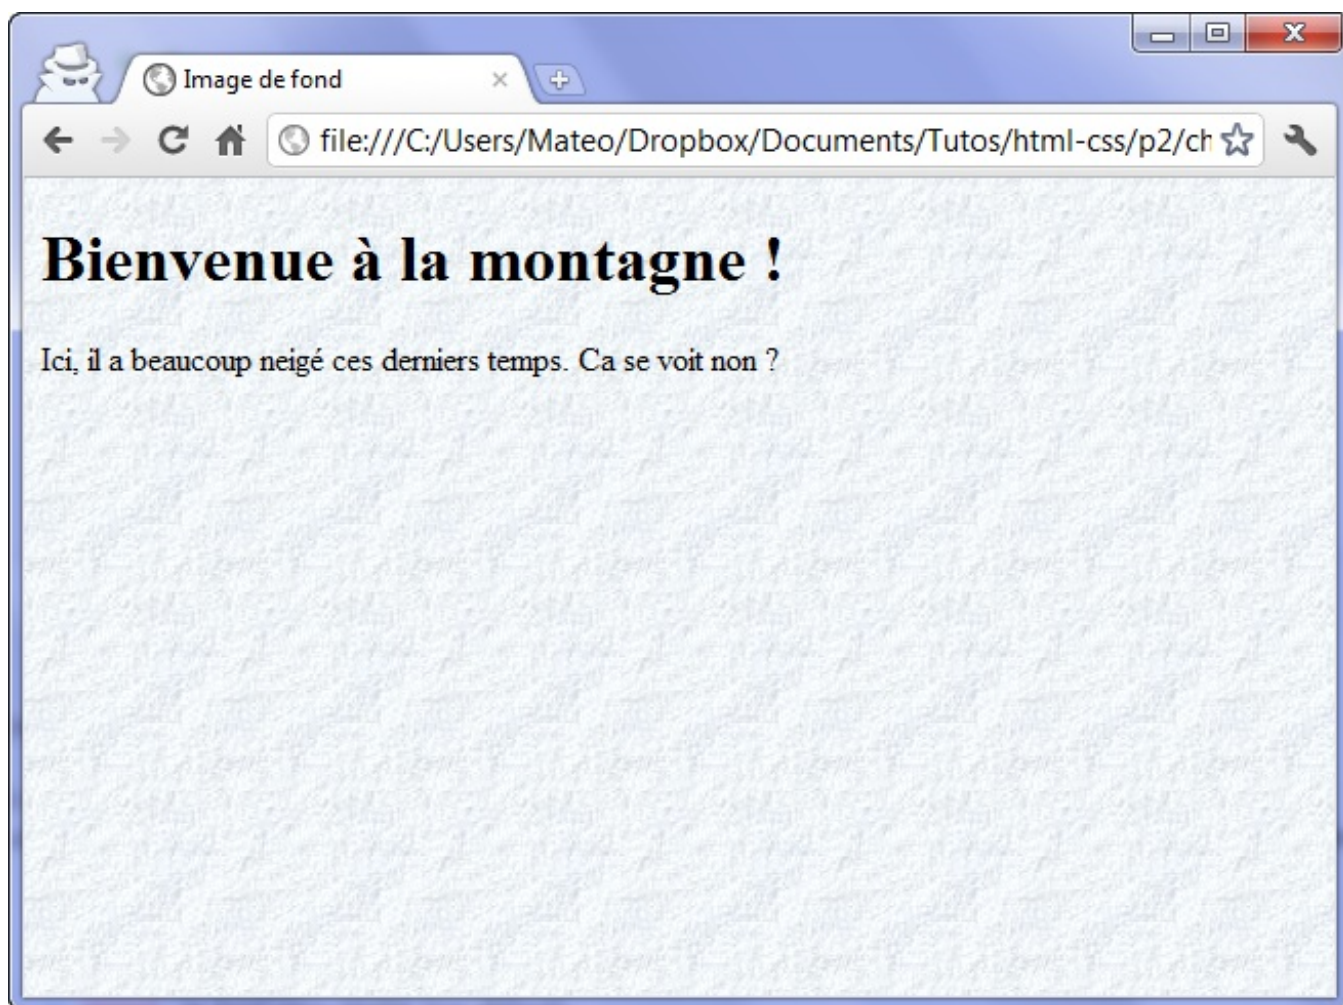 Image de fond
file:///C:/Users/Mateo/Dropbox/Documents/Tutos/html-css/p2/ch
Bienvenue à la montagne !
Ici, il a beaucoup neigé ces derniers temps. Ca se voit non ?